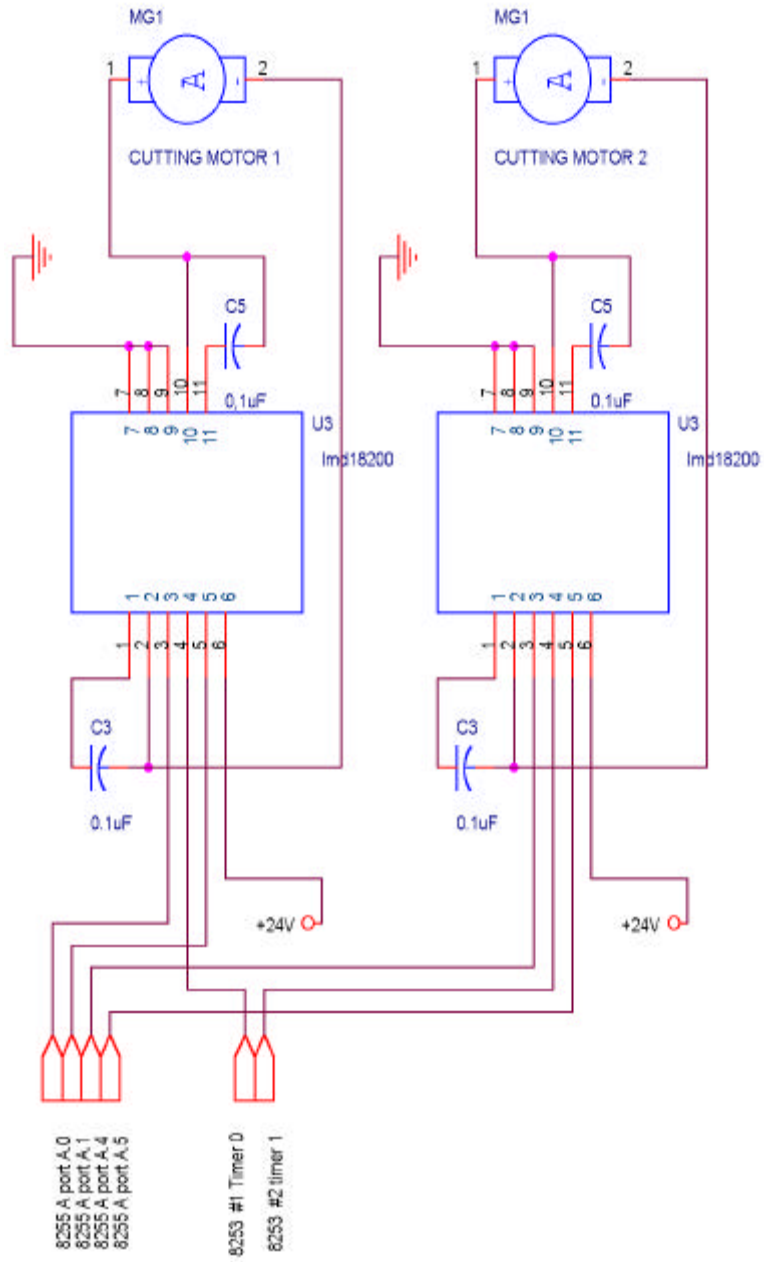 MG1
MG1
1
+
A
-
2
1
+
A
-
2
CUTTING MOTOR 1
CUTTING MOTOR 2
C5
C5
7
8
9
10
11
0,1uF
7
8
9
10
11
0.1uF
7
8
9
10
11
U3
7
8
9
10
11
U3
lmd18200
lmd18200
1
2
3
4
5
6
1
2
3
4
5
6
1
2
3
4
5
6
1
2
3
4
5
6
C3
C3
0.1uF
0.1uF
+24V
+24V
8255 A port A.0
8255 A port A.1
8255 A port A.4
8255 A port A.5
8253 #1 Timer 0
8253 #2 timer 1